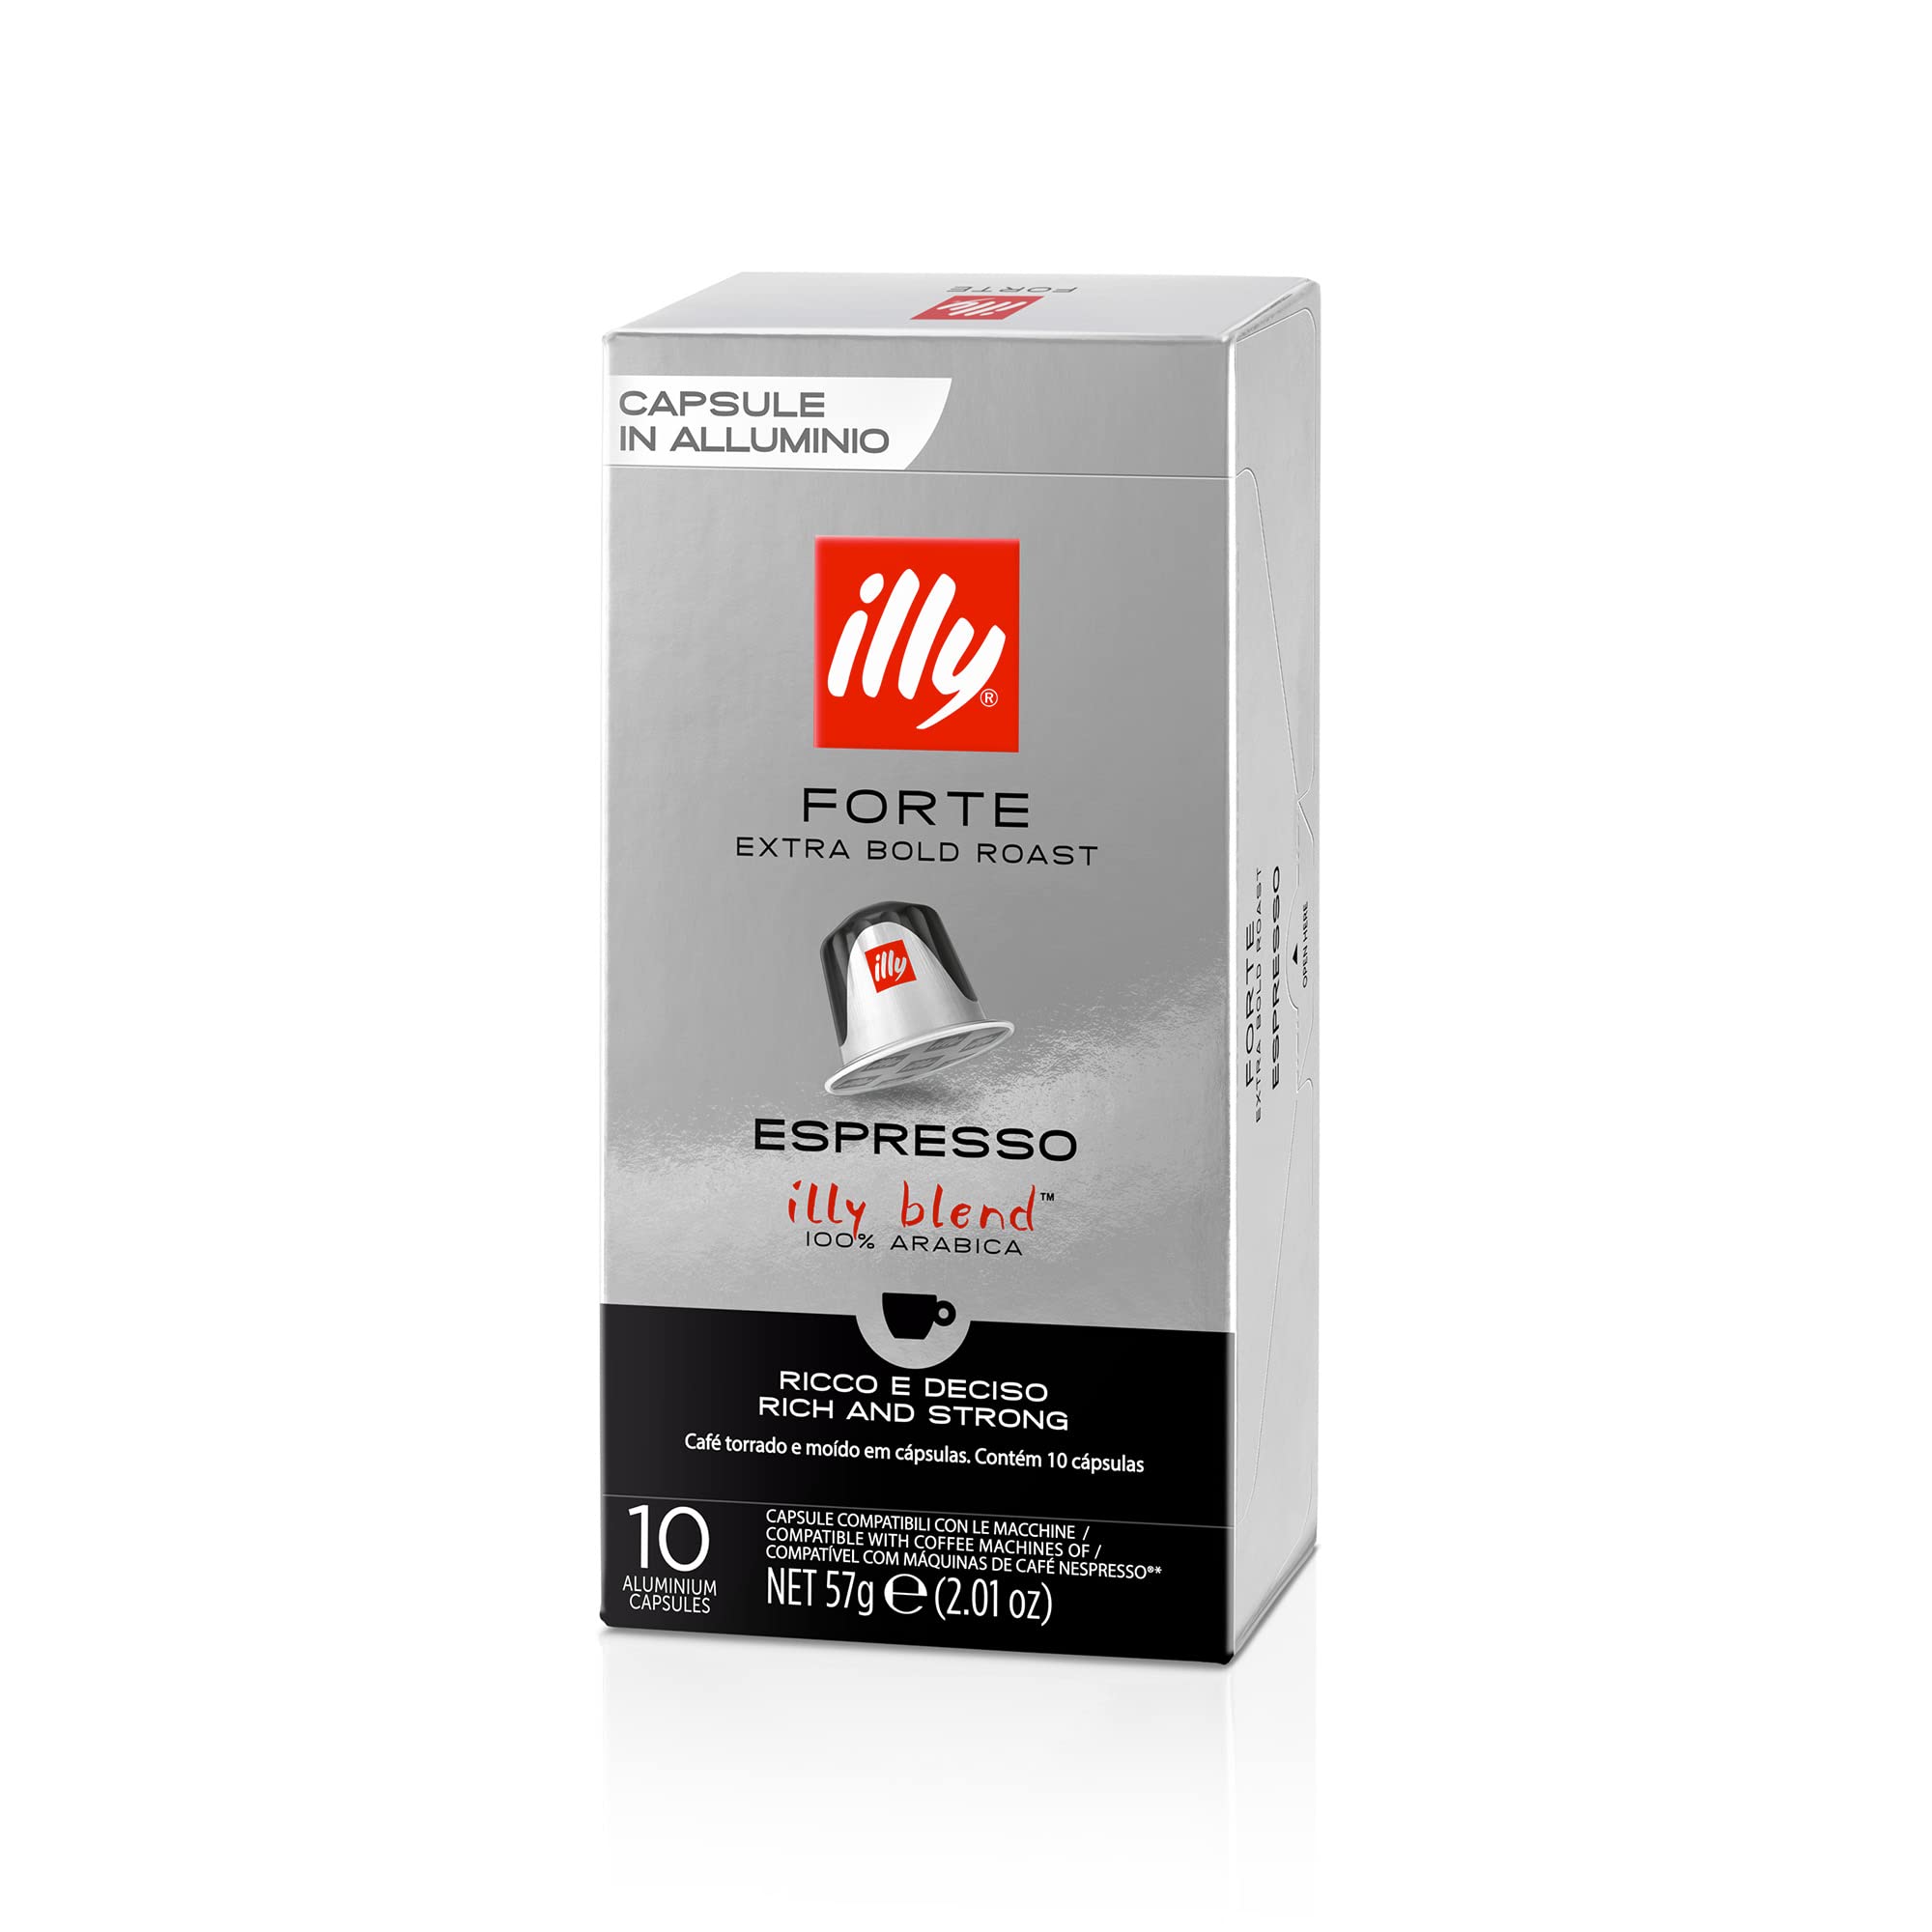 FORTE
illy
CAPSULE
IN ALLUMINIO
illy®
FORTE
EXTRA BOLD ROAST
illy
ESPRESSO
illy blend™
100% ARABICA
RICCO E DECISO
RICH AND STRONG
Café torrado e moído em cápsulas. Contém 10 cápsulas
10
ALUMINIUM
CAPSULES
CAPSULE COMPATIBILI CON LE MACCHINE /
COMPATIBLE WITH COFFEE MACHINES OF /
COMPATÍVEL COM MÁQUINAS DE CAFÉ NESPRESSO®*
NET 57g ℮ (2.01 oz)
FORTE
EXTRA BOLD ROAST
ESPRESSO
OPEN HERE